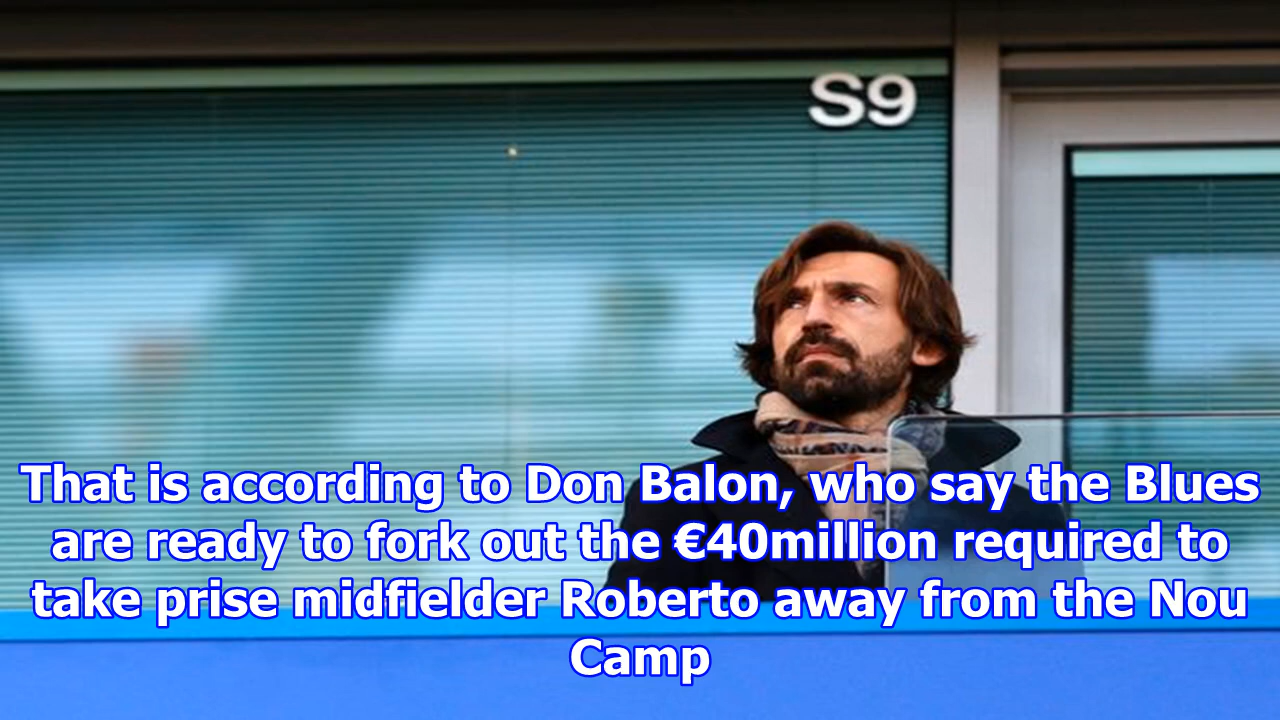 S9
That is according to Don Balon, who say the Blues
are ready to fork out the €40million required to
take prise midfielder Roberto away from the Nou
Camp